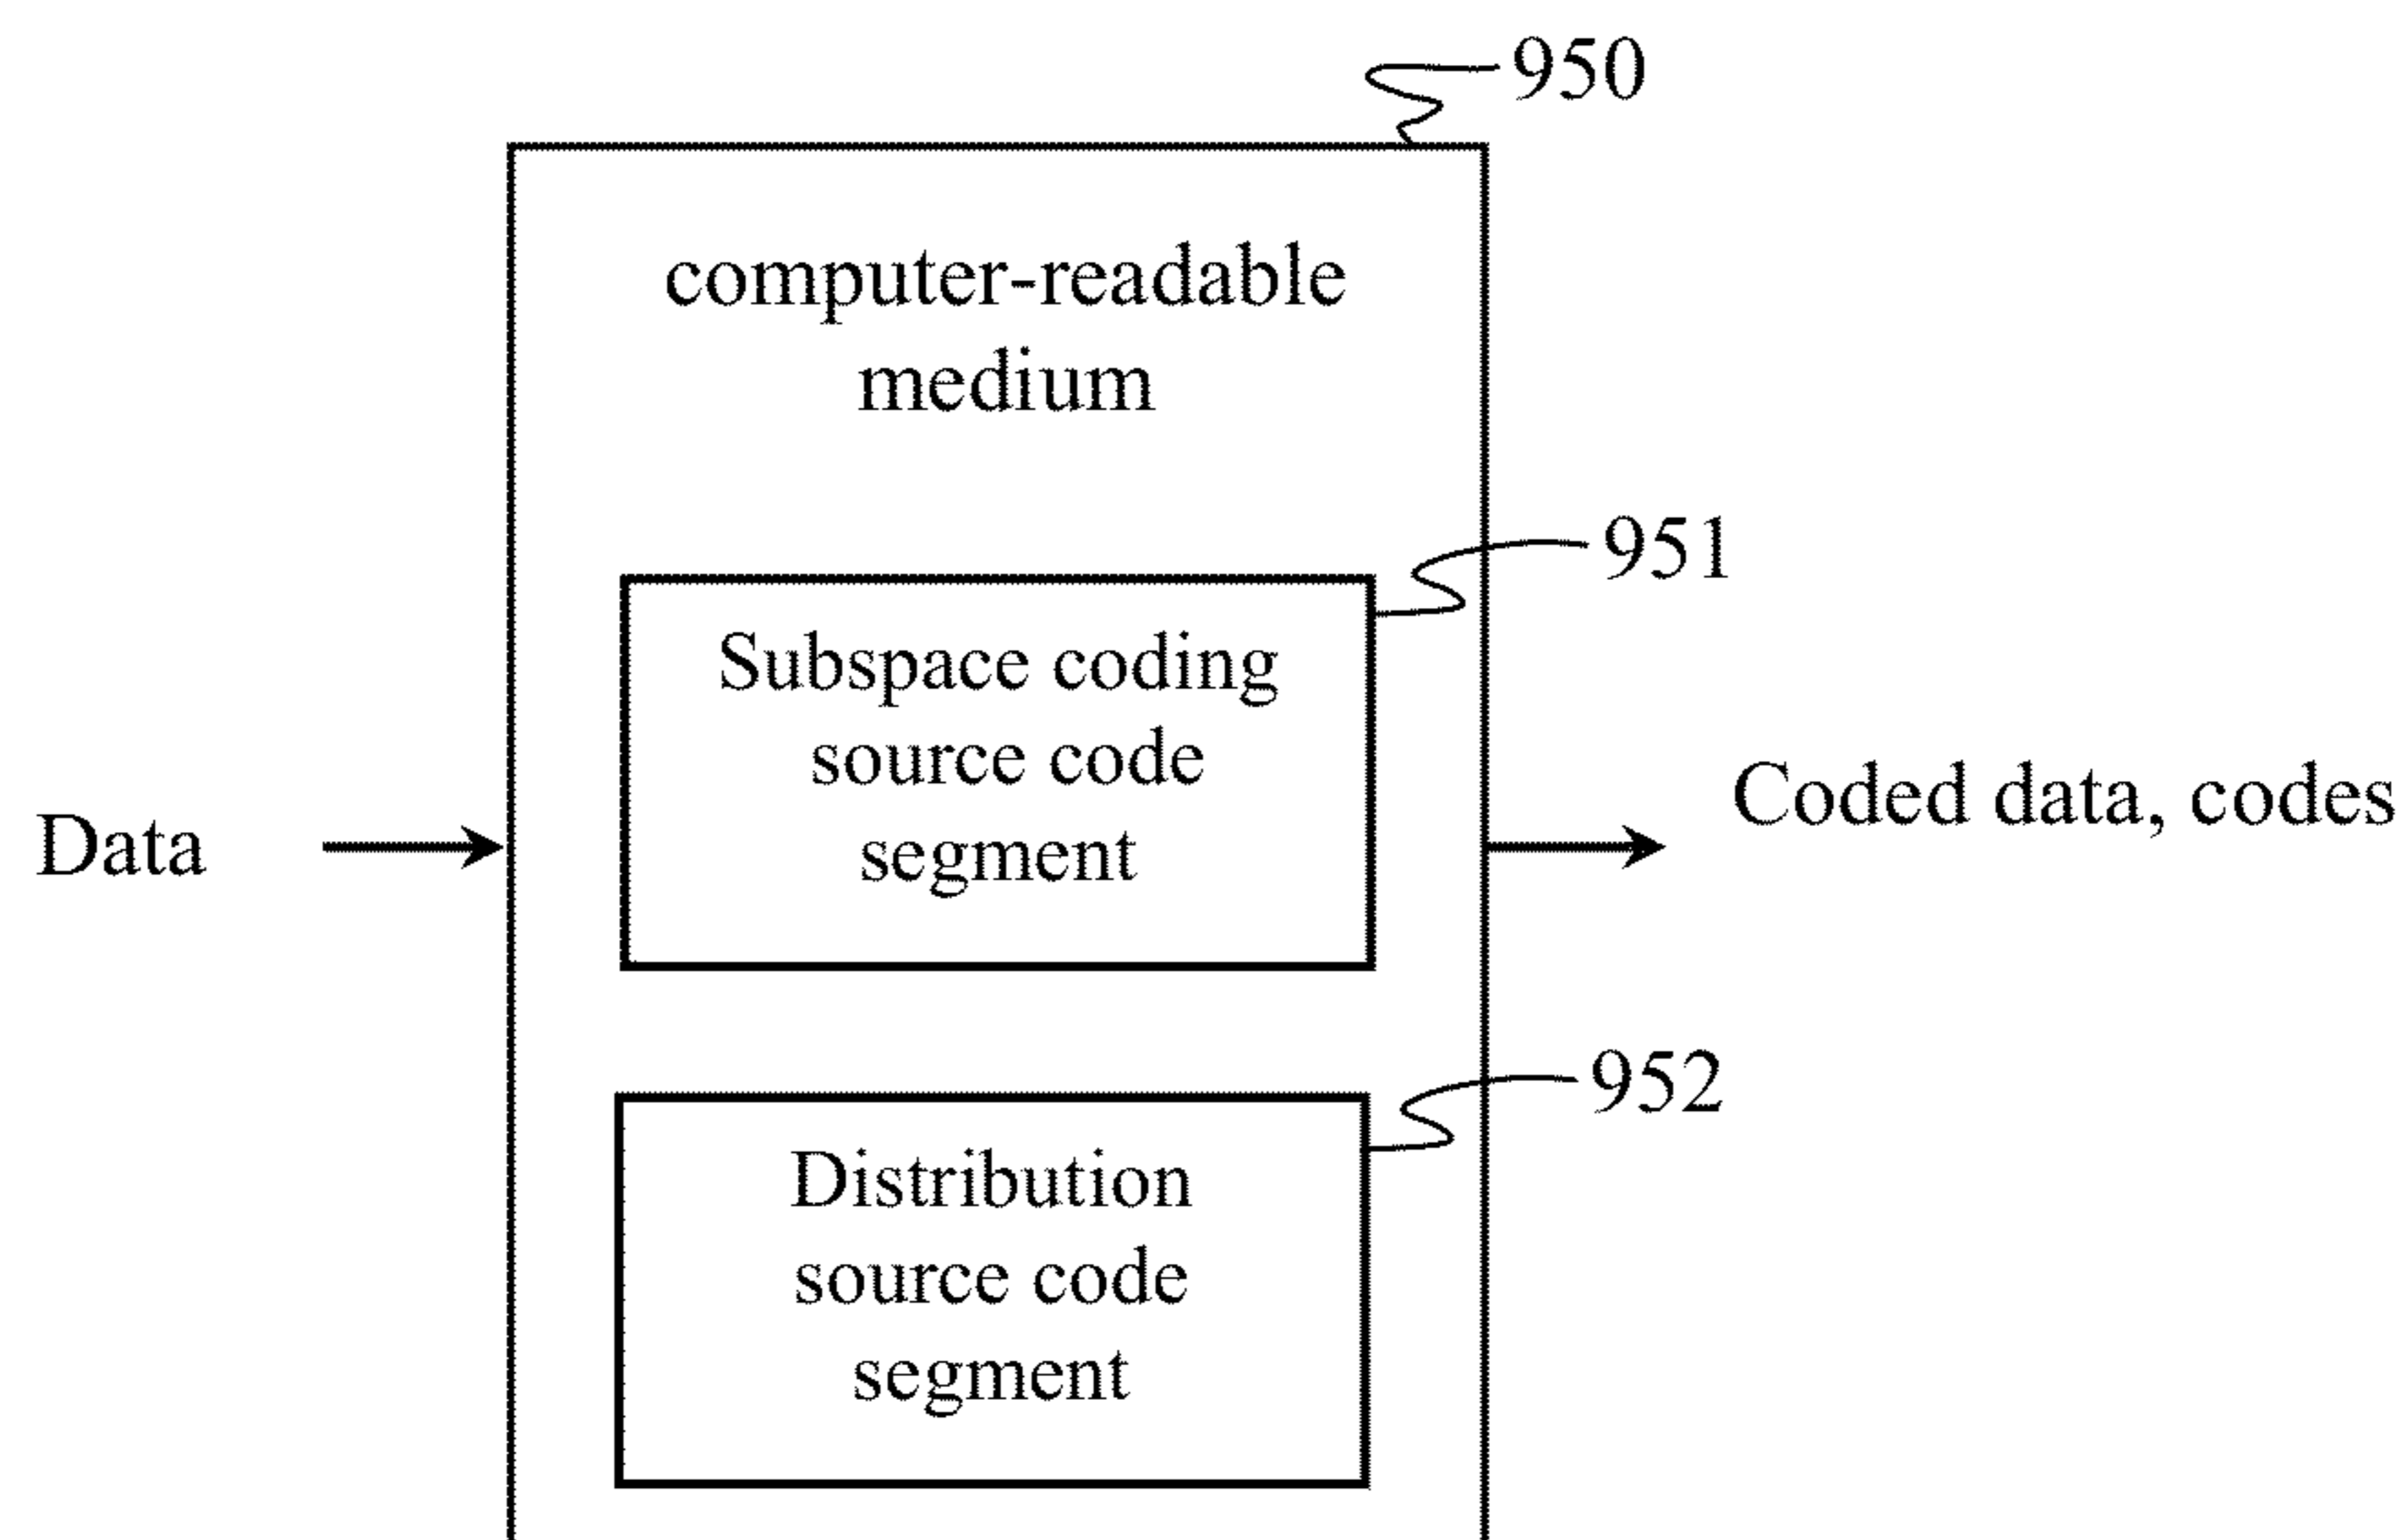 950
computer-readable
medium
951
Subspace coding
source code
segment
Data
Coded data, codes
952
Distribution
source code
segment